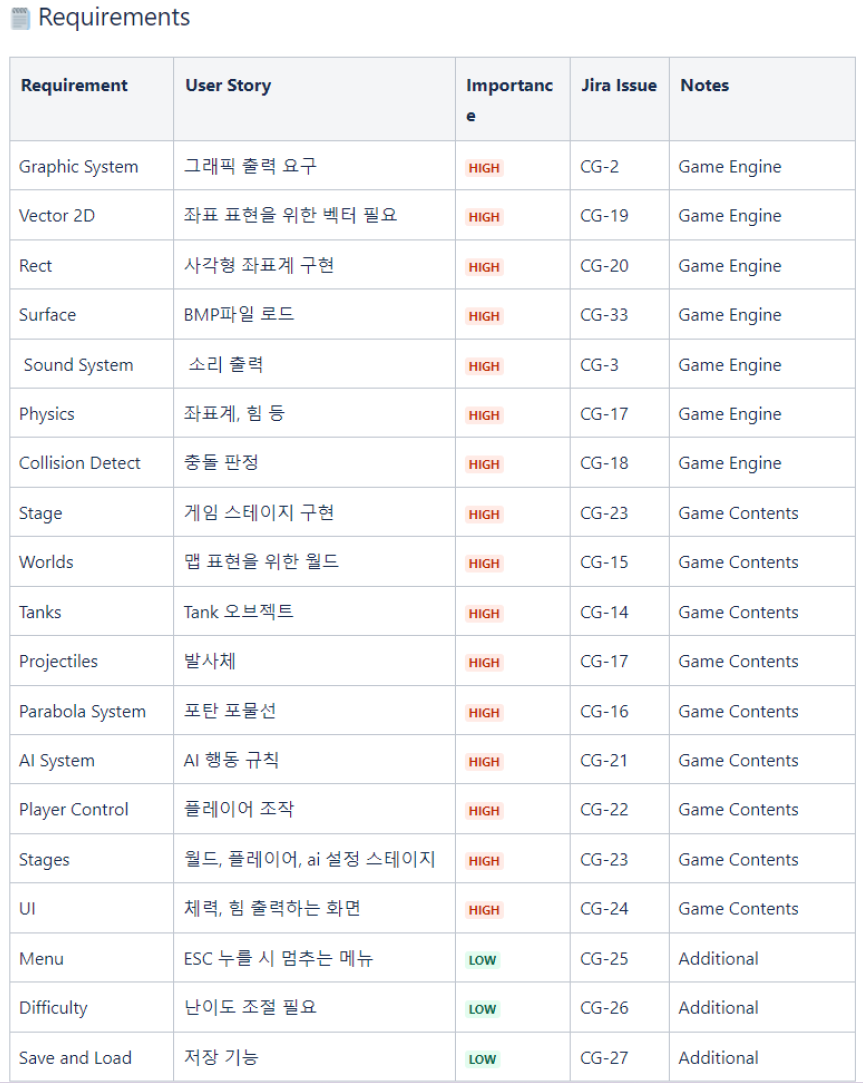 Requirements
Requirement User Story Importanc Jira Issue Notes
e
Graphic System 그래픽 출력 요구 HIGH CG-2 Game Engine
Vector 2D 좌표 표현을 위한 벡터 필요 HIGH CG-19 Game Engine
Rect 사각형 좌표계 구현 HIGH CG-20 Game Engine
Surface BMP파일 로드 HIGH CG-33 Game Engine
Sound System 소리 출력 HIGH CG-3 Game Engine
Physics 좌표계, 힘 등 HIGH CG-17 Game Engine
Collision Detect 충돌 판정 HIGH CG-18 Game Engine
Stage 게임 스테이지 구현 HIGH CG-23 Game Contents
Worlds 맵 표현을 위한 월드 HIGH CG-15 Game Contents
Tanks Tank 오브젝트 HIGH CG-14 Game Contents
Projectiles 발사체 HIGH CG-17 Game Contents
Parabola System 포탄 포물선 HIGH CG-16 Game Contents
AI System AI 행동 규칙 HIGH CG-21 Game Contents
Player Control 플레이어 조작 HIGH CG-22 Game Contents
Stages 월드, 플레이어, ai 설정 스테이지 HIGH CG-23 Game Contents
UI 체력, 힘 출력하는 화면 HIGH CG-24 Game Contents
Menu ESC 누를 시 멈추는 메뉴 LOW CG-25 Additional
Difficulty 난이도 조절 필요 LOW CG-26 Additional
Save and Load 저장 기능 LOW CG-27 Additional